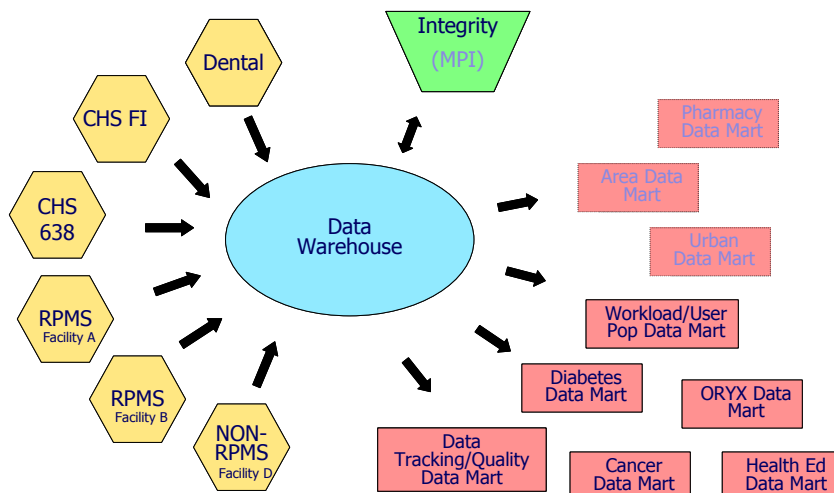 Integrity
(MPI)
Dental
CHS FI
Pharmacy
Data Mart
Area Data
Mart
CHS
638
Data
Warehouse
Urban
Data Mart
RPMS
Facility A
Workload/User
Pop Data Mart
RPMS
Facility B
Diabetes
Data Mart
ORYX Data
Mart
NON-
RPMS
Facility D
Data
Tracking/Quality
Data Mart
Cancer
Data Mart
Health Ed
Data Mart